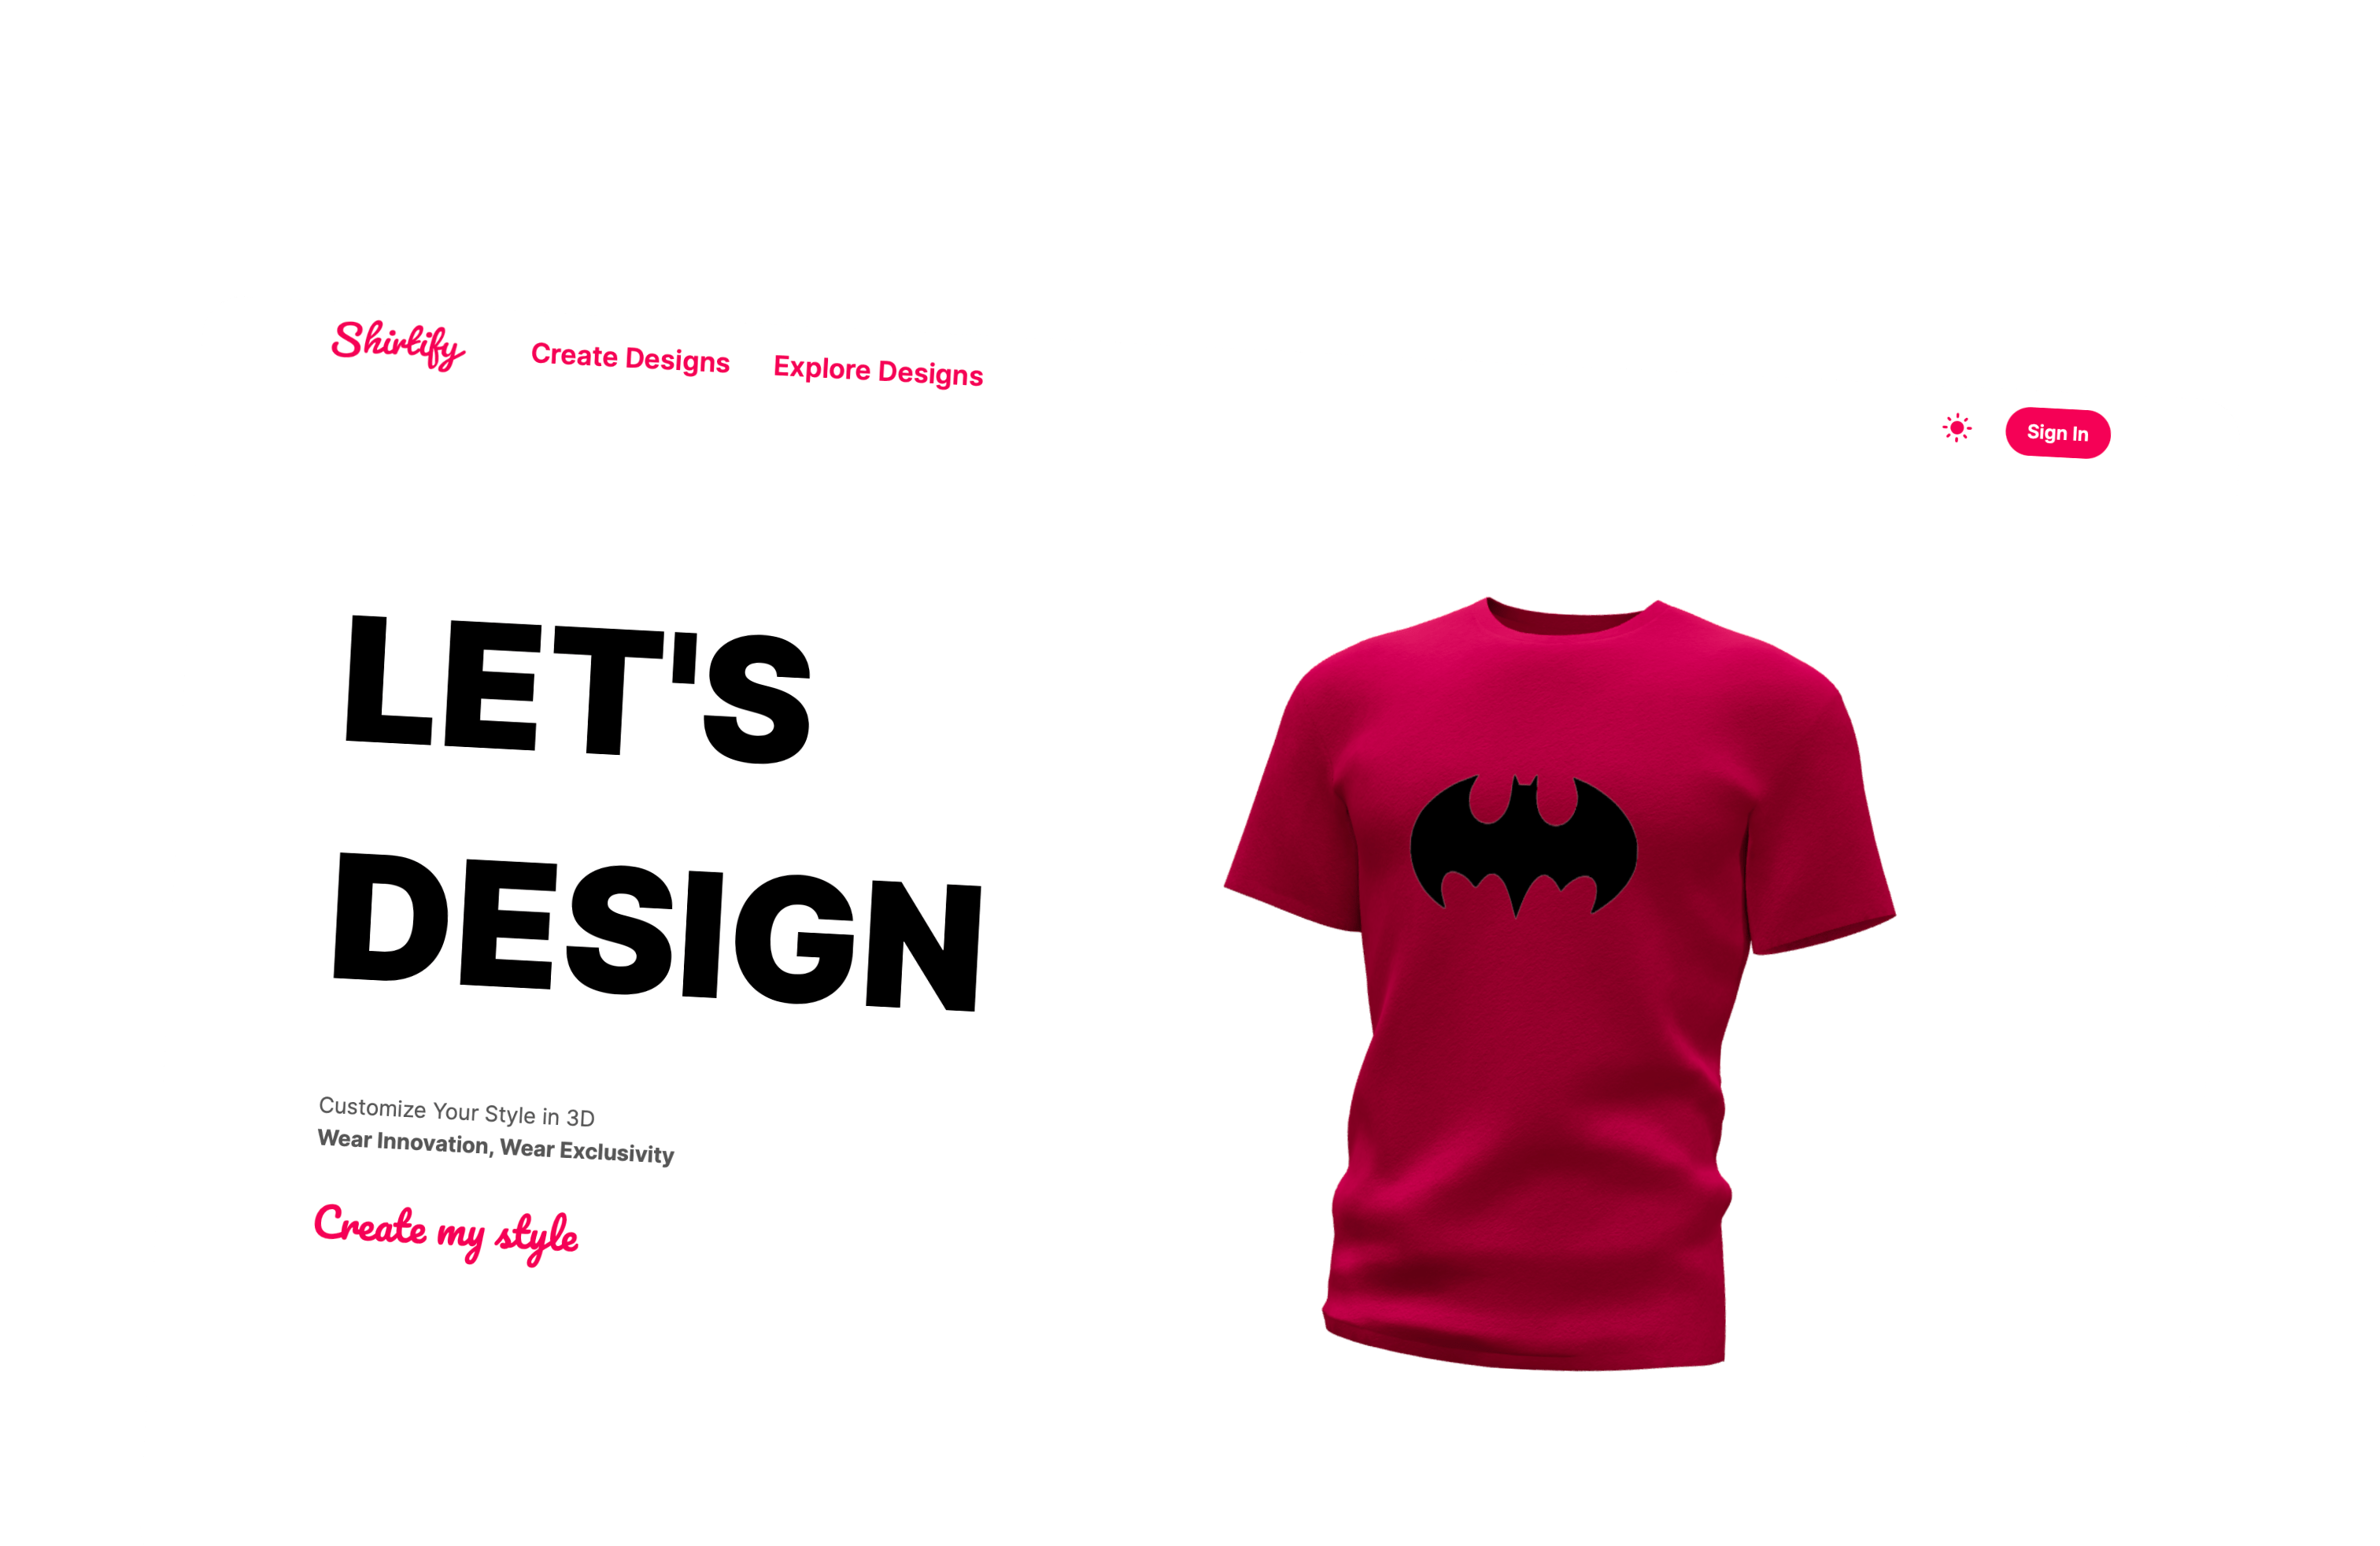 Shirtify
Create Designs
Explore Designs
Sign In
LET'S
DESIGN
Customize Your Style in 3D
Wear Innovation, Wear Exclusivity
Create my style